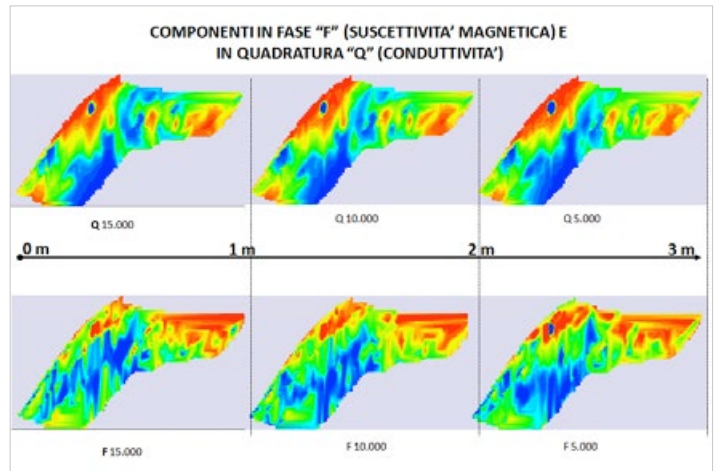 COMPONENTI IN FASE “F” (SUSCETTIVITA’ MAGNETICA) E
IN QUADRATURA “Q” (CONDUTTIVITA’)
Q 15.000
Q 10.000
Q 5.000
0 m
1 m
2 m
3 m
F 15.000
F 10.000
F 5.000